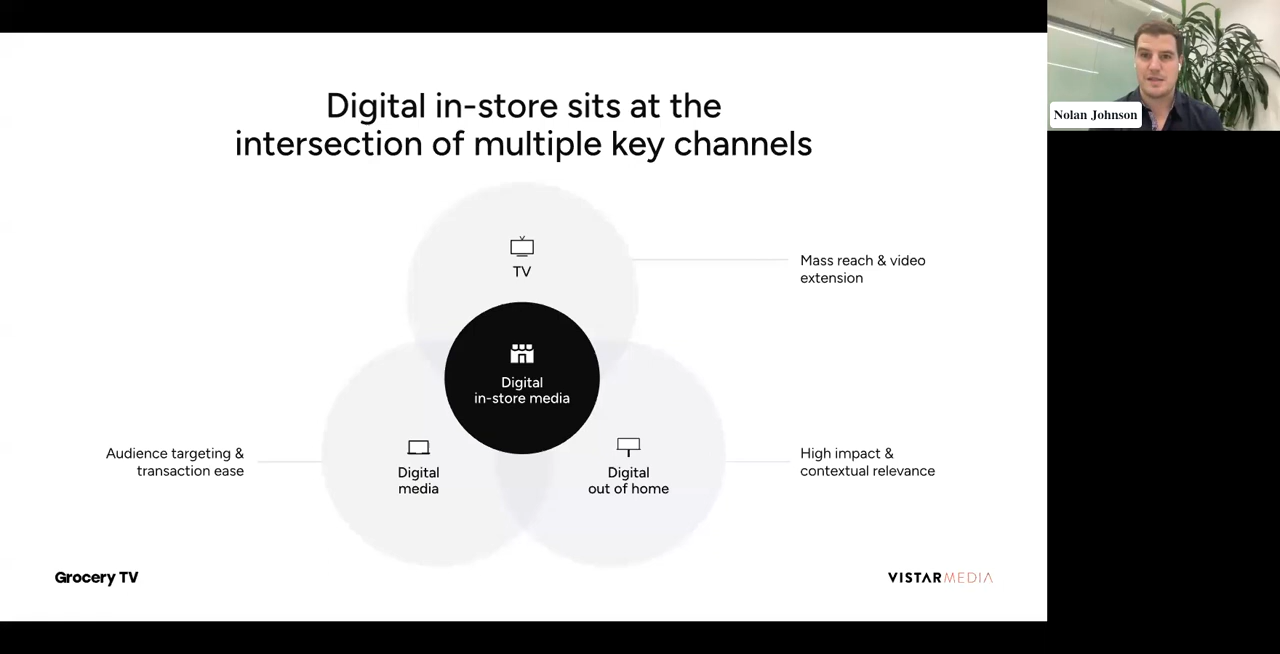 Digital in-store sits at the
intersection of multiple key channels
TV
Mass reach & video
extension
Digital
in-store media
Audience targeting &
transaction ease
Digital
media
Digital
out of home
High impact &
contextual relevance
Grocery TV
VISTARMEDIA
Nolan Johnson